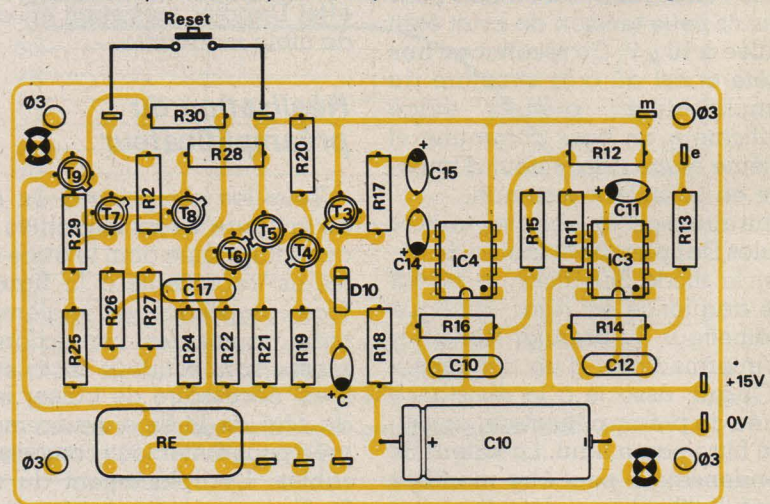 Reset
Ø3
m
Ø3
R30
e
R28
R20
R12
T9
R2
R17
C15
+
+
C11
T7
T8
T3
R29
R15
R11
R13
T5
T6
T4
C14
+
IC4
IC3
D10
C17
R26
R27
R25
R24
R22
R21
R19
R18
R16
R14
+C
C10
C12
+15V
RE
+
C10
−
0V
Ø3
Ø3